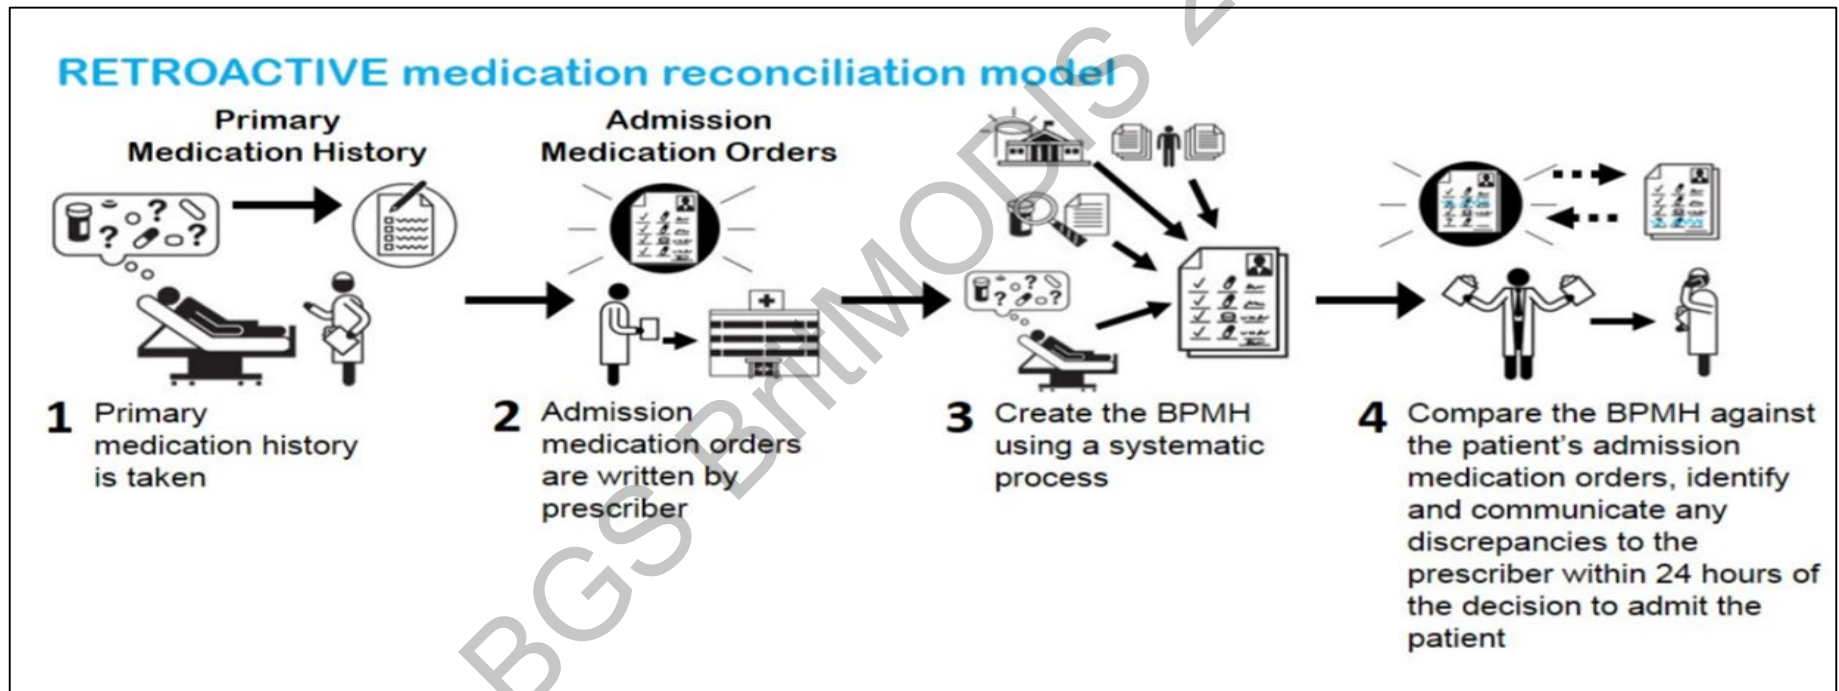 RETROACTIVE medication reconciliation model
Primary
Medication History
Admission
Medication Orders
1 Primary
medication history
is taken
2 Admission
medication orders
are written by
prescriber
3 Create the BPMH
using a systematic
process
4 Compare the BPMH against
the patient's admission
medication orders, identify
and communicate any
discrepancies to the
prescriber within 24 hours of
the decision to admit the
patient
BGS BritMODIS 2